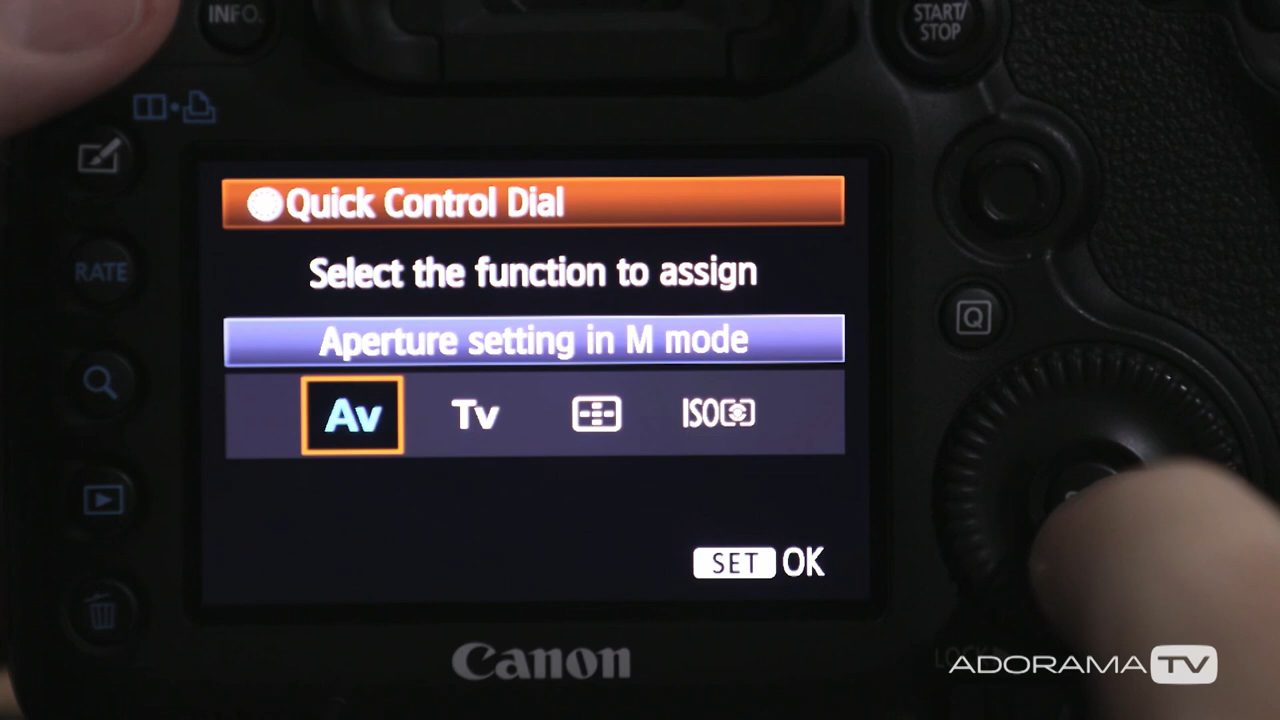 INFO.
START/
STOP
RATE
Quick Control Dial
Select the function to assign
Aperture setting in M mode
Q
Av Tv ISO
SET OK
Canon
LOCK
ADORAMA TV